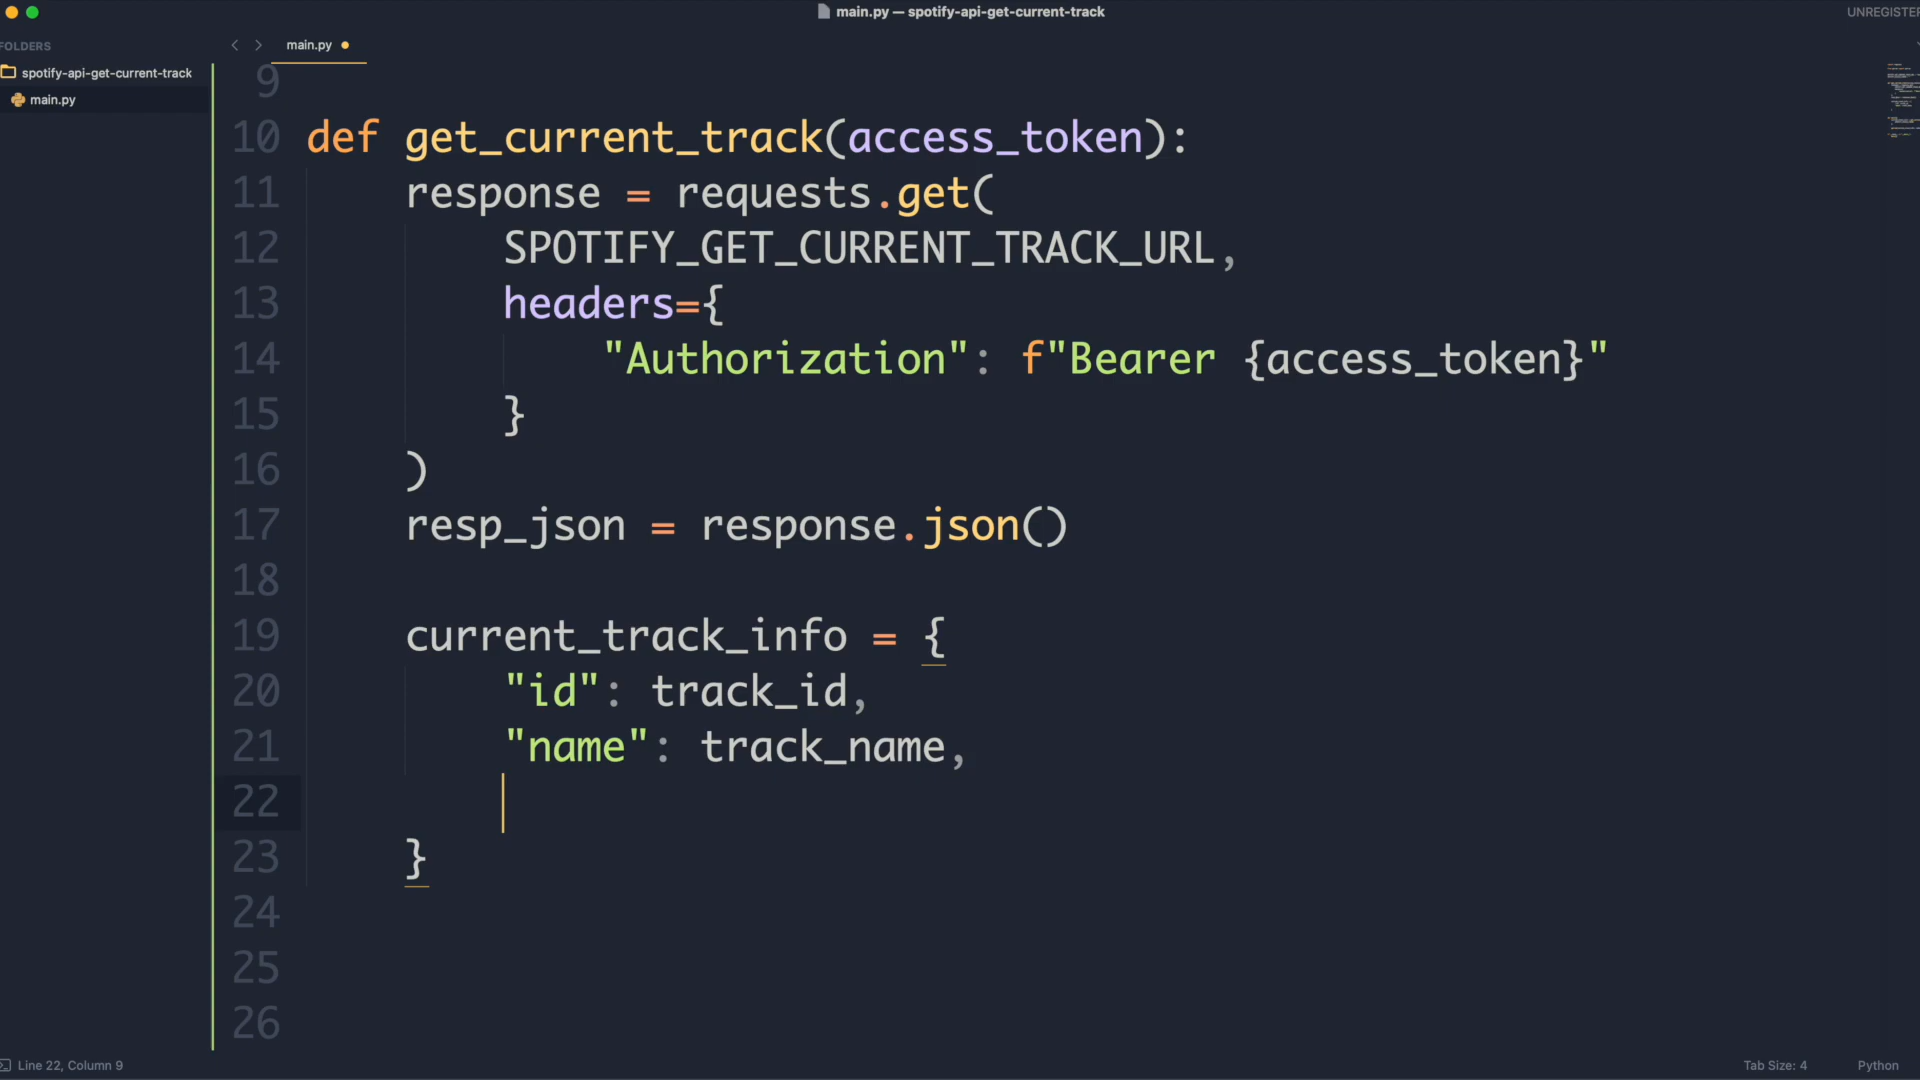 main.py — spotify-api-get-current-track
UNREGISTER
FOLDERS
main.py
spotify-api-get-current-track
main.py
9
10 def get_current_track(access_token):
11 response = requests.get(
12 SPOTIFY_GET_CURRENT_TRACK_URL,
13 headers={
14 "Authorization": f"Bearer {access_token}"
15 }
16 )
17 resp_json = response.json()
18
19 current_track_info = {
20 "id": track_id,
21 "name": track_name,
22
23 }
24
25
26
Line 22, Column 9
Tab Size: 4
Python